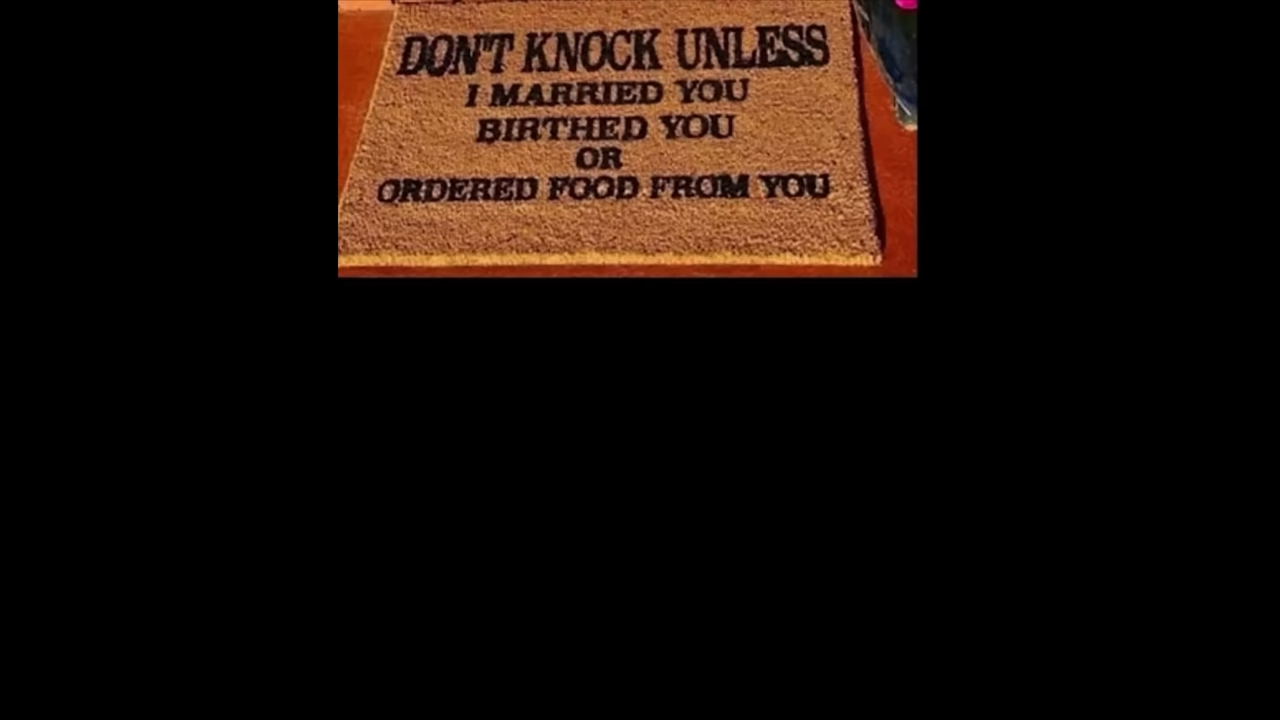 DON'T KNOCK UNLESS
I MARRIED YOU
BIRTHED YOU
OR
ORDERED FOOD FROM YOU